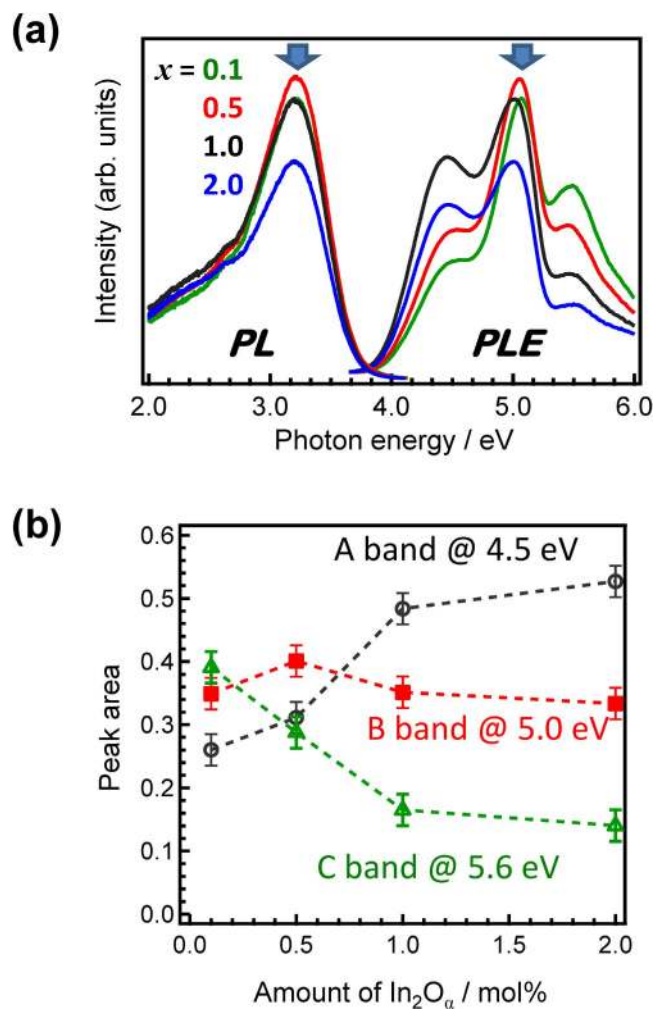 (a)
x = 0.1
0.5
1.0
2.0
Intensity (arb. units)
PL
PLE
2.0 3.0 4.0 5.0 6.0
Photon energy / eV
(b)
0.6
0.5
0.4
0.3
0.2
0.1
0.0
Peak area
A band @ 4.5 eV
B band @ 5.0 eV
C band @ 5.6 eV
0.0 0.5 1.0 1.5 2.0
Amount of In₂Oα / mol%